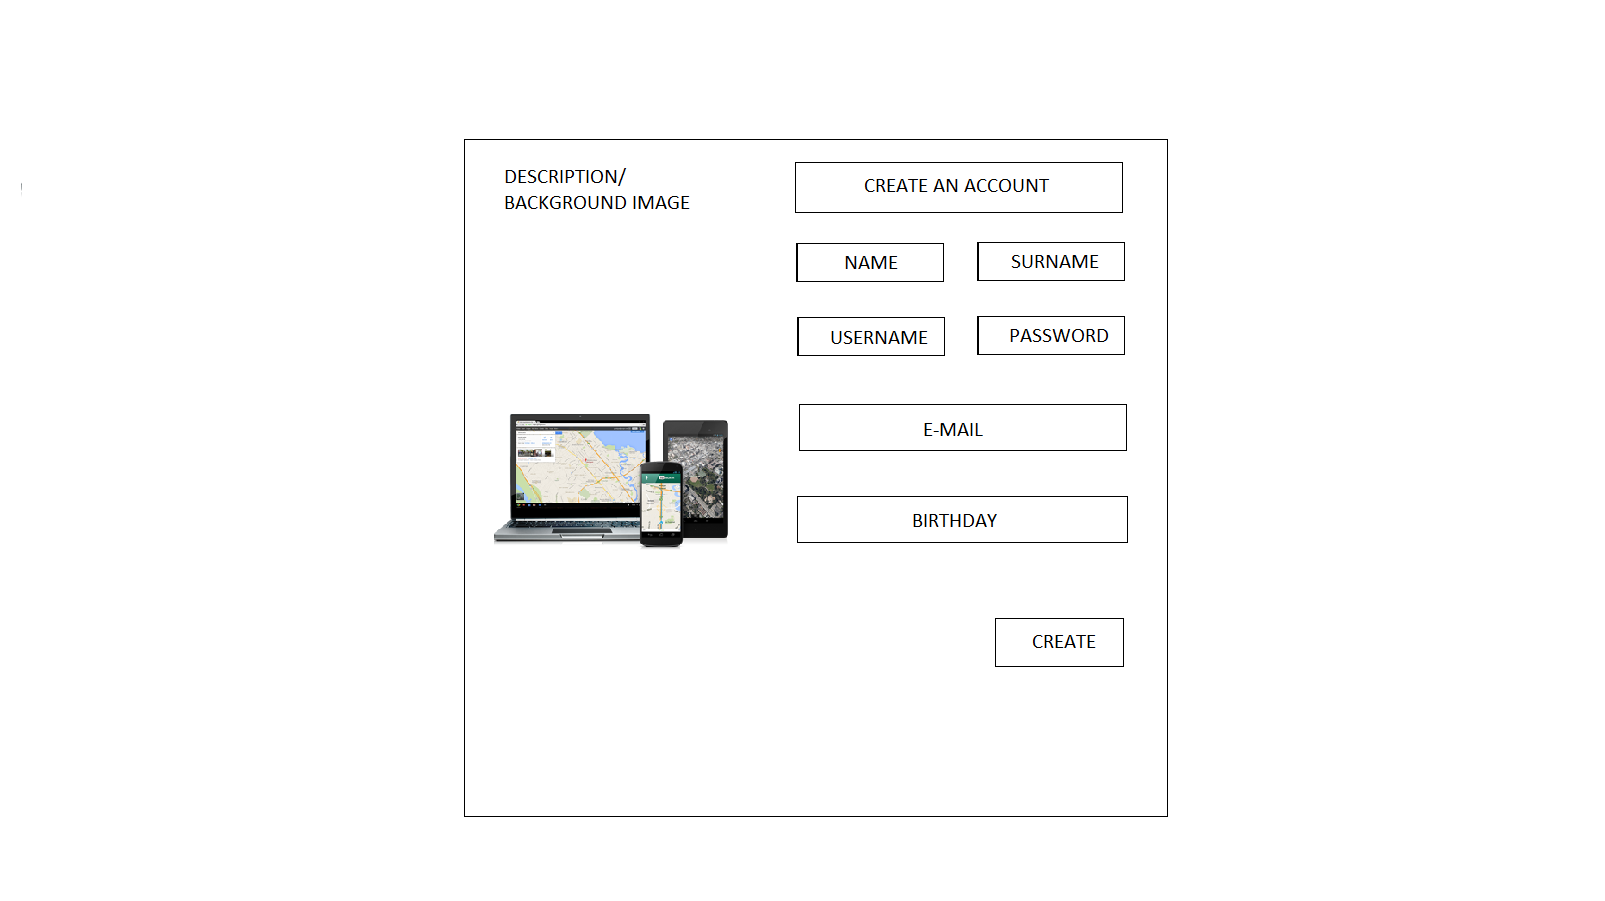 DESCRIPTION/
BACKGROUND IMAGE
CREATE AN ACCOUNT
NAME
SURNAME
USERNAME
PASSWORD
E-MAIL
BIRTHDAY
CREATE